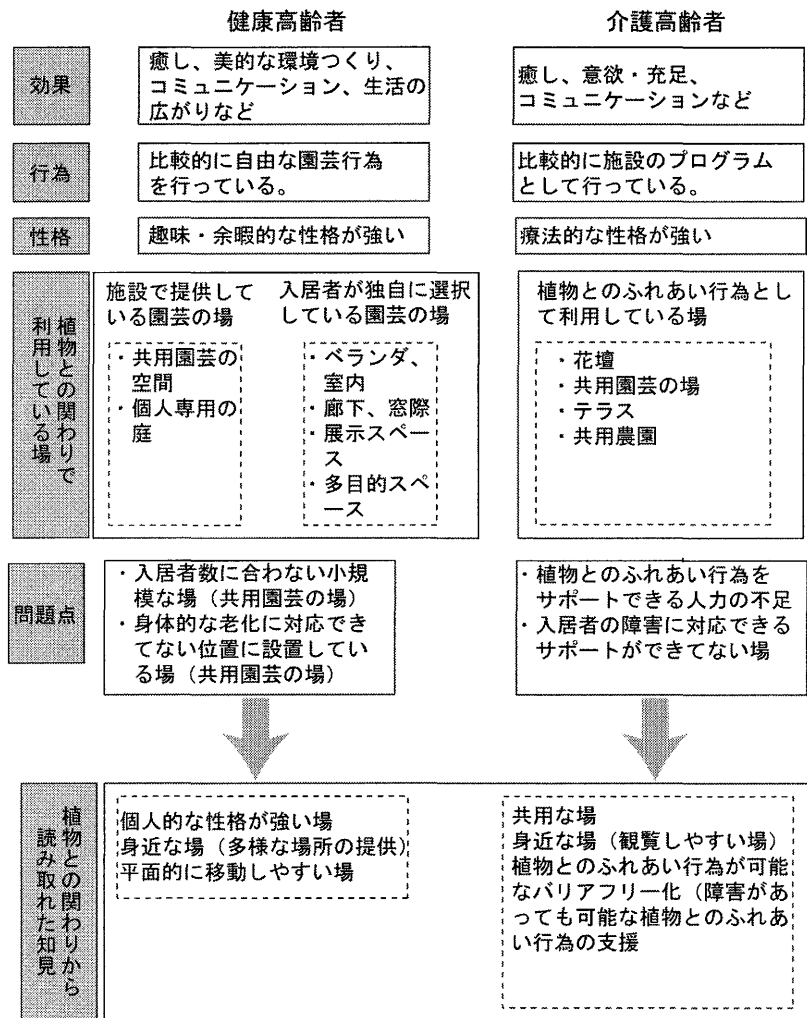 健康高齢者
介護高齢者
効果
癒し、美的な環境つくり、
コミュニケーション、生活の
広がりなど
癒し、意欲・充足、
コミュニケーションなど
行為
比較的に自由な園芸行為
を行っている。
比較的に施設のプログラム
として行っている。
性格
趣味・余暇的な性格が強い
療法的な性格が強い
植物との関わりで
利用している場
施設で提供して
いる園芸の場
・共用園芸の
空間
・個人専用の
庭
入居者が独自に選択
している園芸の場
・ベランダ、
室内
・廊下、窓際
・展示スペー
ス
・多目的スペ
ース
植物とのふれあい行為とし
て利用している場
・花壇
・共用園芸の場
・テラス
・共用農園
問題点
・入居者数に合わない小規
模な場（共用園芸の場）
・身体的な老化に対応でき
てない位置に設置してい
る場（共用園芸の場）
・植物とのふれあい行為を
サポートできる人力の不足
・入居者の障害に対応できる
サポートができてない場
植物との関わりから
読み取れた知見
個人的な性格が強い場
身近な場（多様な場所の提供）
平面的に移動しやすい場
共用な場
身近な場（観覧しやすい場）
植物とのふれあい行為が可能
なバリアフリー化（障害があ
っても可能な植物とのふれあ
い行為の支援